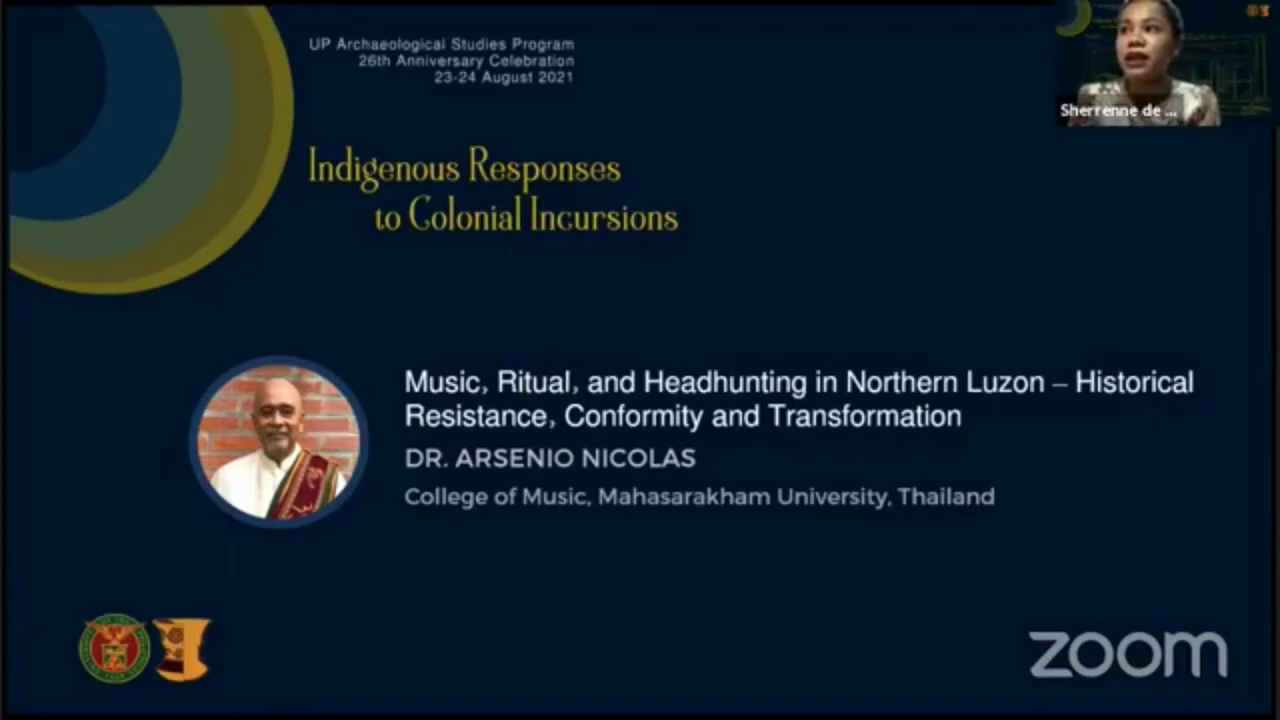 UP Archaeological Studies Program
26th Anniversary Celebration
23-24 August 2021
Sherrenne de ...
Indigenous Responses
to Colonial Incursions
Music, Ritual, and Headhunting in Northern Luzon – Historical
Resistance, Conformity and Transformation
DR. ARSENIO NICOLAS
College of Music, Mahasarakham University, Thailand
zoom